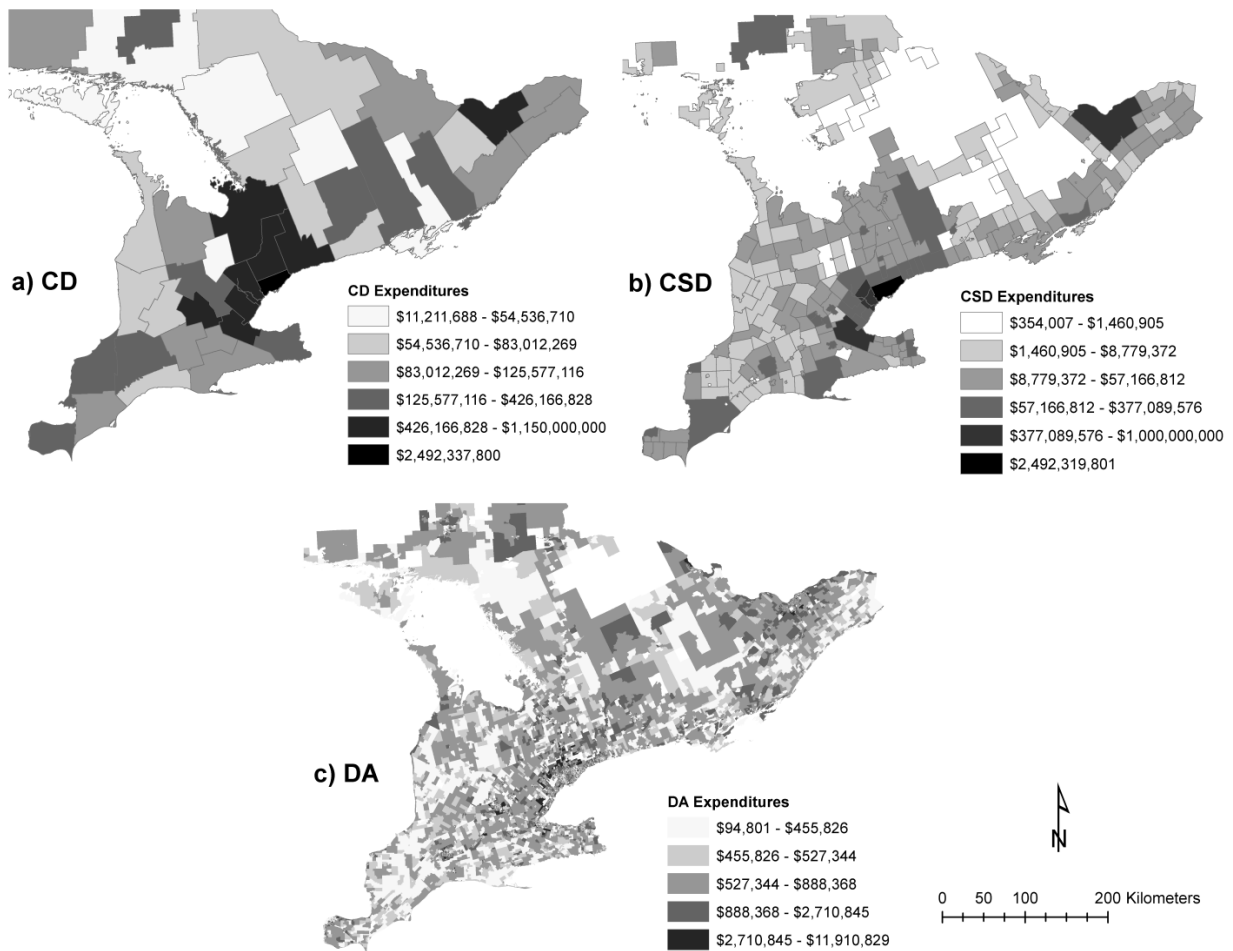 a) CD
CD Expenditures
$11,211,688 - $54,536,710
$54,536,710 - $83,012,269
$83,012,269 - $125,577,116
$125,577,116 - $426,166,828
$426,166,828 - $1,150,000,000
$2,492,337,800
b) CSD
CSD Expenditures
$354,007 - $1,460,905
$1,460,905 - $8,779,372
$8,779,372 - $57,166,812
$57,166,812 - $377,089,576
$377,089,576 - $1,000,000,000
$2,492,319,801
c) DA
DA Expenditures
$94,801 - $455,826
$455,826 - $527,344
$527,344 - $888,368
$888,368 - $2,710,845
$2,710,845 - $11,910,829
N
0 50 100 200 Kilometers